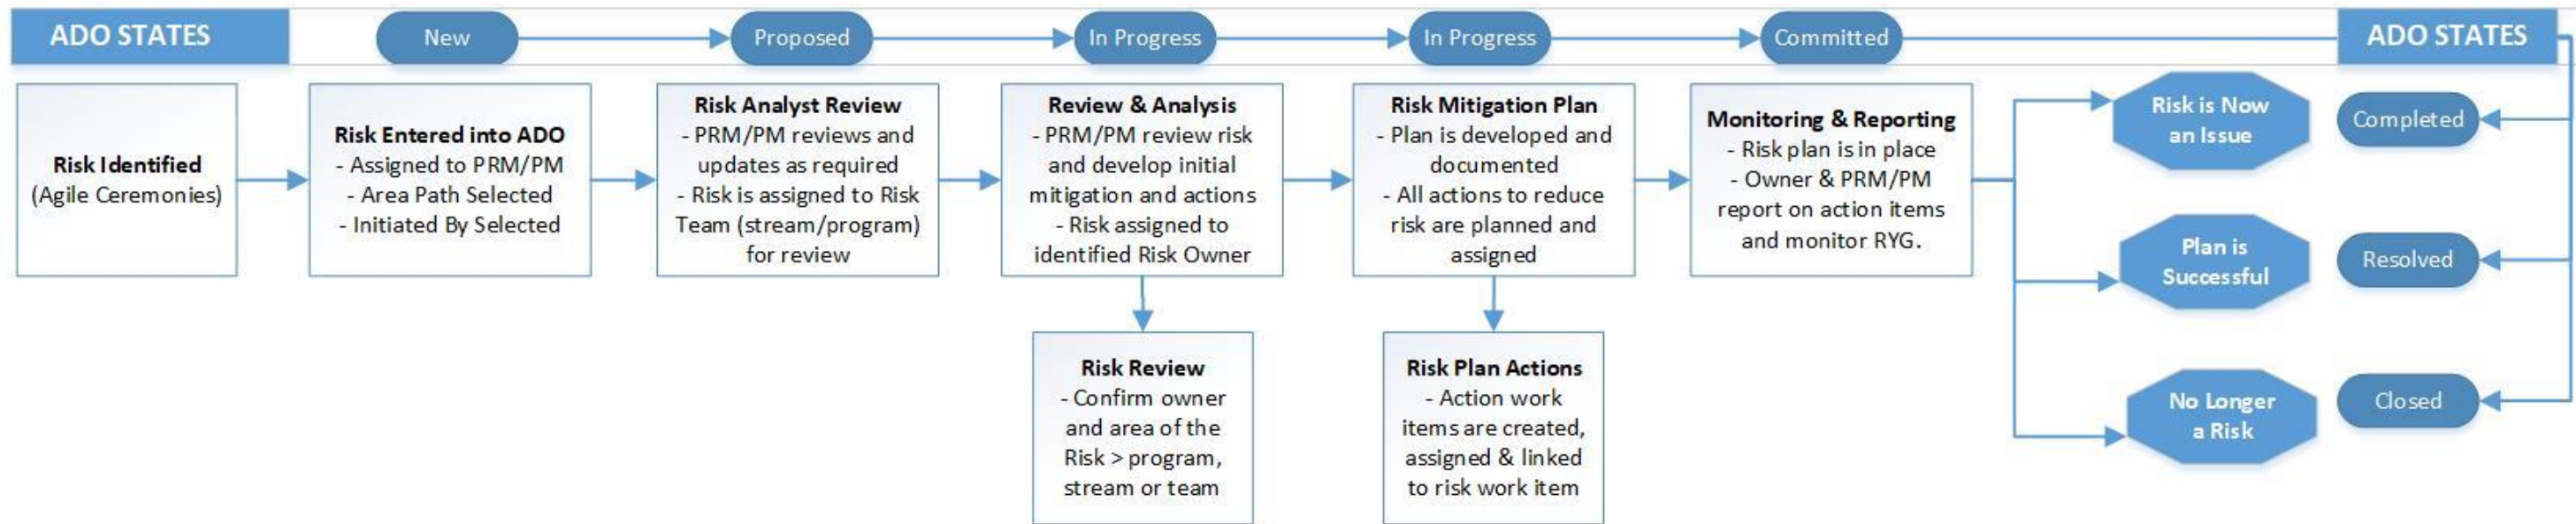 ADO STATES
New
Proposed
In Progress
In Progress
Committed
ADO STATES
Risk Identified
(Agile Ceremonies)
Risk Entered into ADO
- Assigned to PRM/PM
- Area Path Selected
- Initiated By Selected
Risk Analyst Review
- PRM/PM reviews and
updates as required
- Risk is assigned to Risk
Team (stream/program)
for review
Review & Analysis
- PRM/PM review risk
and develop initial
mitigation and actions
- Risk assigned to
identified Risk Owner
Risk Mitigation Plan
- Plan is developed and
documented
- All actions to reduce
risk are planned and
assigned
Monitoring & Reporting
- Risk plan is in place
- Owner & PRM/PM
report on action items
and monitor RYG.
Risk is Now
an Issue
Completed
Plan is
Successful
Resolved
No Longer
a Risk
Closed
Risk Review
- Confirm owner
and area of the
Risk > program,
stream or team
Risk Plan Actions
- Action work
items are created,
assigned & linked
to risk work item